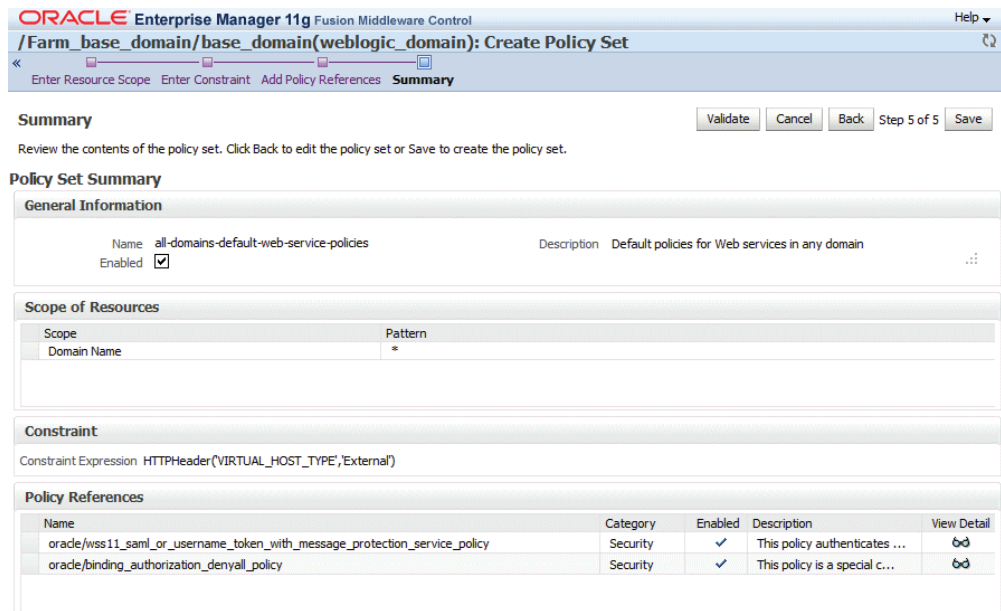 ORACLE Enterprise Manager 11g Fusion Middleware Control Help
/Farm_base_domain/base_domain(weblogic_domain): Create Policy Set
«
Enter Resource Scope Enter Constraint Add Policy References Summary
Summary Validate Cancel Back Step 5 of 5 Save
Review the contents of the policy set. Click Back to edit the policy set or Save to create the policy set.
Policy Set Summary
General Information
Name all-domains-default-web-service-policies Description Default policies for Web services in any domain
Enabled
Scope of Resources
Scope Pattern
Domain Name *
Constraint
Constraint Expression HTTPHeader('VIRTUAL_HOST_TYPE','External')
Policy References
Name Category Enabled Description View Detail
oracle/wss11_saml_or_username_token_with_message_protection_service_policy Security This policy authenticates ...
oracle/binding_authorization_denyall_policy Security This policy is a special c...